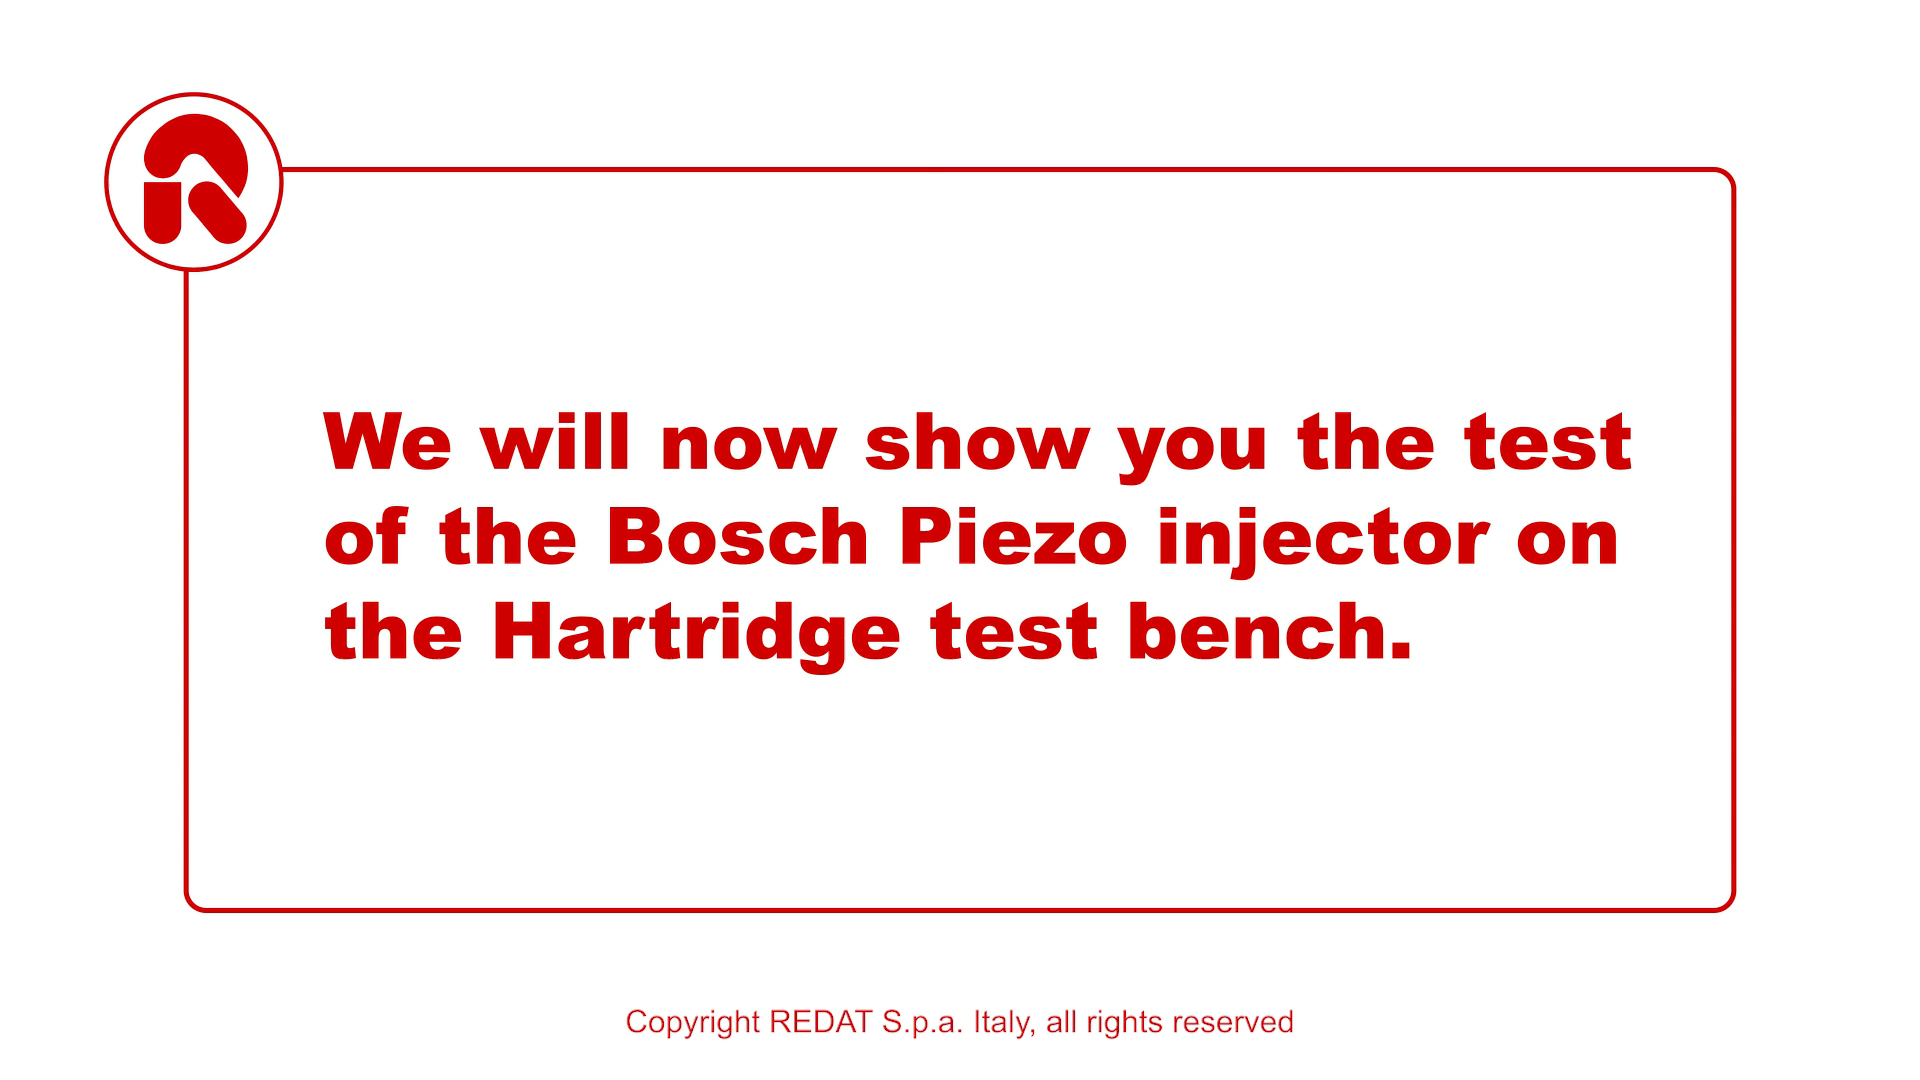 We will now show you the test
of the Bosch Piezo injector on
the Hartridge test bench.
Copyright REDAT S.p.a. Italy, all rights reserved